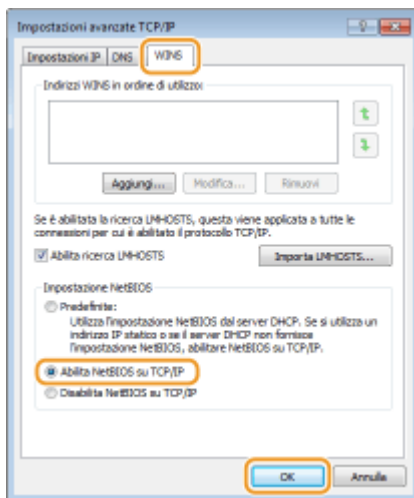 Impostazioni avanzate TCP/IP
Impostazioni IP DNS WINS
Indirizzi WINS in ordine di utilizzo:
Aggiungi... Modifica... Rimuovi
Se è abilitata la ricerca LMHOSTS, questa viene applicata a tutte le
connessioni per cui è abilitato il protocollo TCP/IP.
Abilita ricerca LMHOSTS Importa LMHOSTS...
Impostazione NetBIOS
Predefinite:
Utilizza l'impostazione NetBIOS dal server DHCP. Se si utilizza un
indirizzo IP statico o se il server DHCP non fornisce
l'impostazione NetBIOS, abilitare NetBIOS su TCP/IP.
Abilita NetBIOS su TCP/IP
Disabilita NetBIOS su TCP/IP
OK Annulla